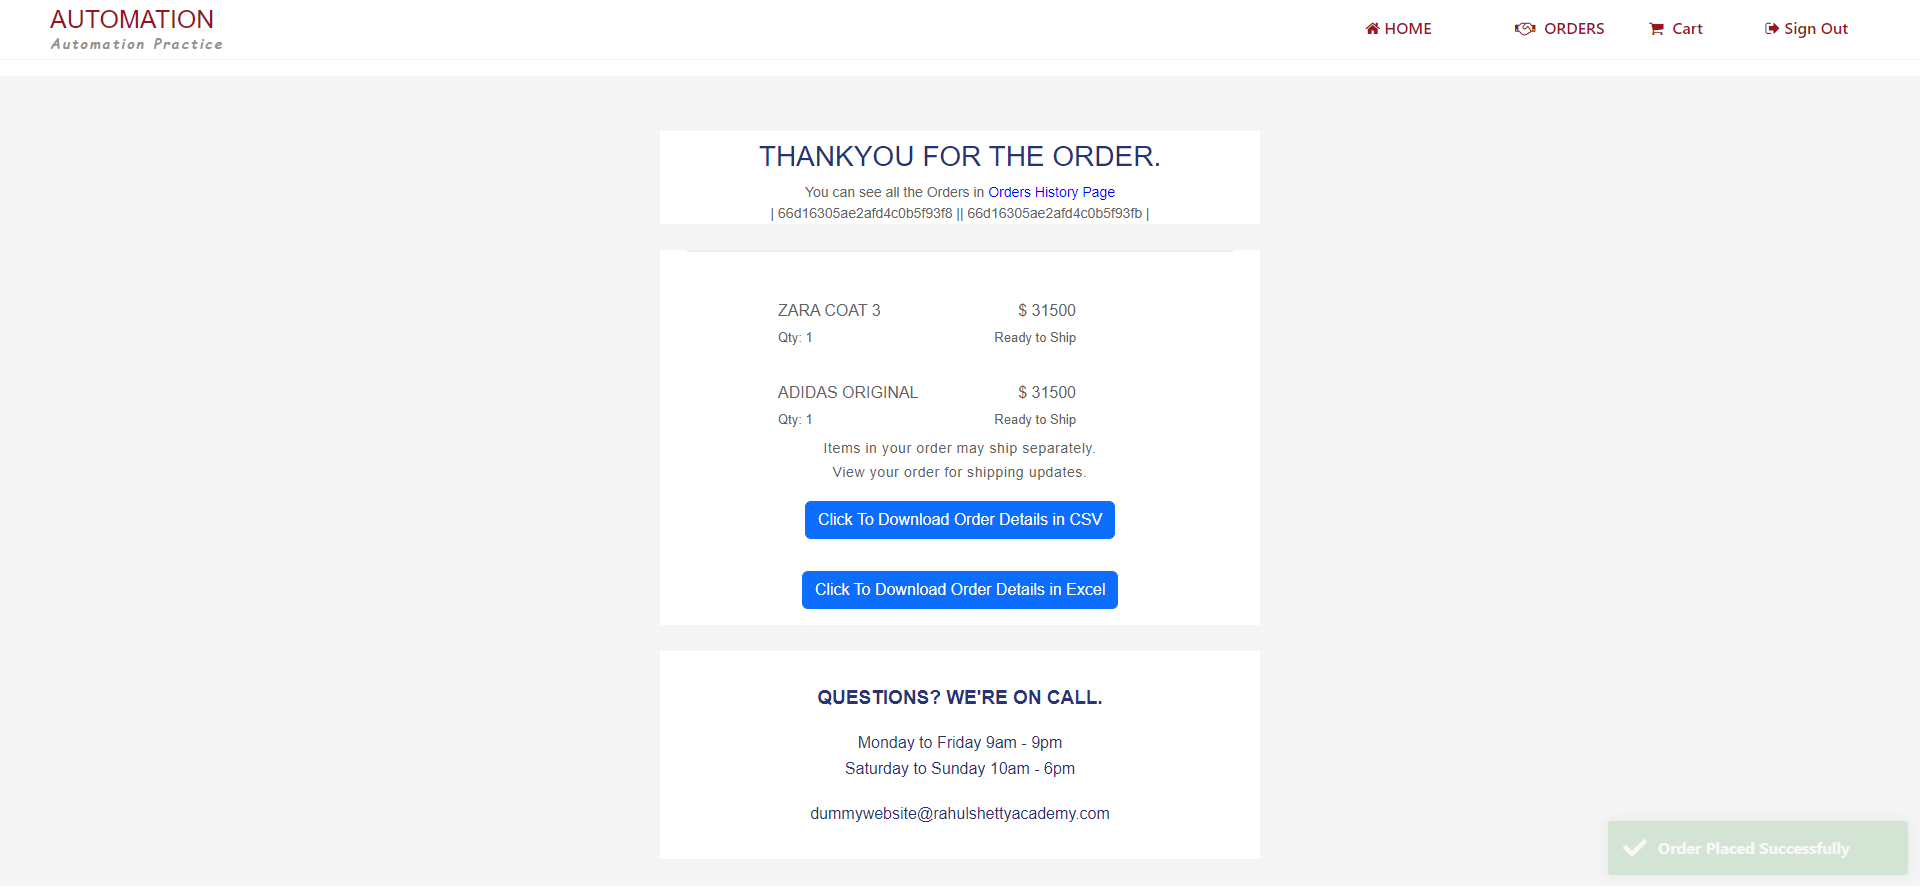 AUTOMATION
Automation Practice
HOME
ORDERS
Cart
Sign Out
THANKYOU FOR THE ORDER.
You can see all the Orders in Orders History Page
| 66d16305ae2afd4c0b5f93f8 || 66d16305ae2afd4c0b5f93fb |
ZARA COAT 3 $ 31500
Qty: 1 Ready to Ship
ADIDAS ORIGINAL $ 31500
Qty: 1 Ready to Ship
Items in your order may ship separately.
View your order for shipping updates.
Click To Download Order Details in CSV
Click To Download Order Details in Excel
QUESTIONS? WE'RE ON CALL.
Monday to Friday 9am - 9pm
Saturday to Sunday 10am - 6pm
dummywebsite@rahulshettyacademy.com
Order Placed Successfully